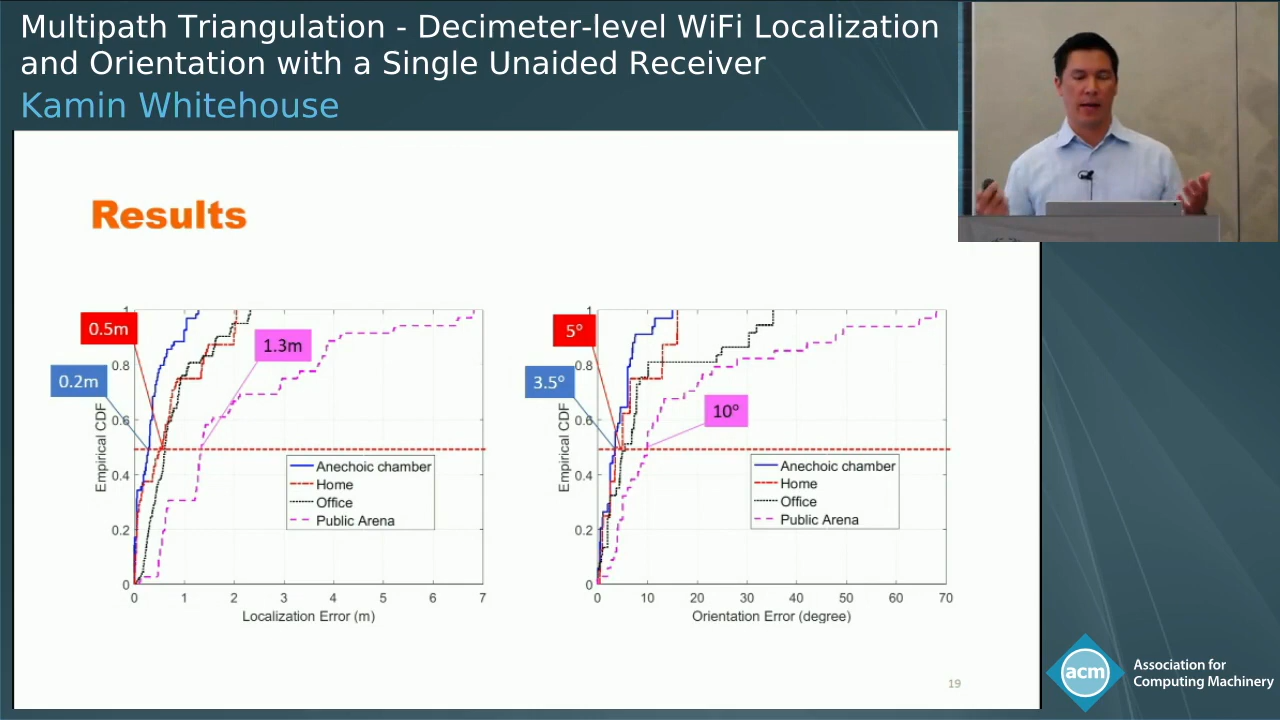 Multipath Triangulation - Decimeter-level WiFi Localization
and Orientation with a Single Unaided Receiver
Kamin Whitehouse
Results
0.5m
0.2m
1.3m
1
0.8
0.6
0.4
0.2
0
Empirical CDF
Anechoic chamber
Home
Office
Public Arena
0 1 2 3 4 5 6 7
Localization Error (m)
5°
3.5°
10°
1
0.8
0.6
0.4
0.2
0
Empirical CDF
Anechoic chamber
Home
Office
Public Arena
0 10 20 30 40 50 60 70
Orientation Error (degree)
19
acm
Association for
Computing Machinery